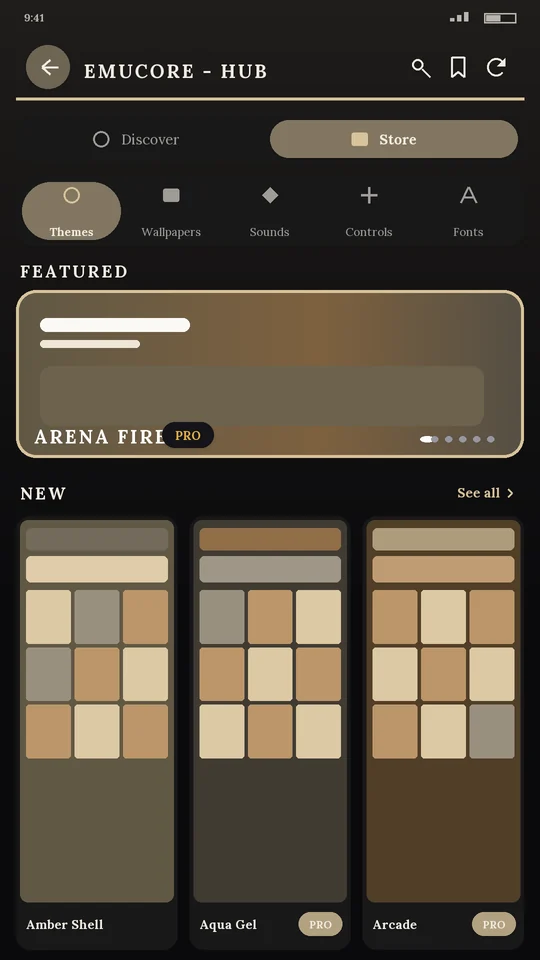 9:41
EMUCORE - HUB
Discover
Store
Themes
Wallpapers
Sounds
Controls
Fonts
FEATURED
ARENA FIRE
PRO
NEW
See all
Amber Shell
Aqua Gel
PRO
Arcade
PRO